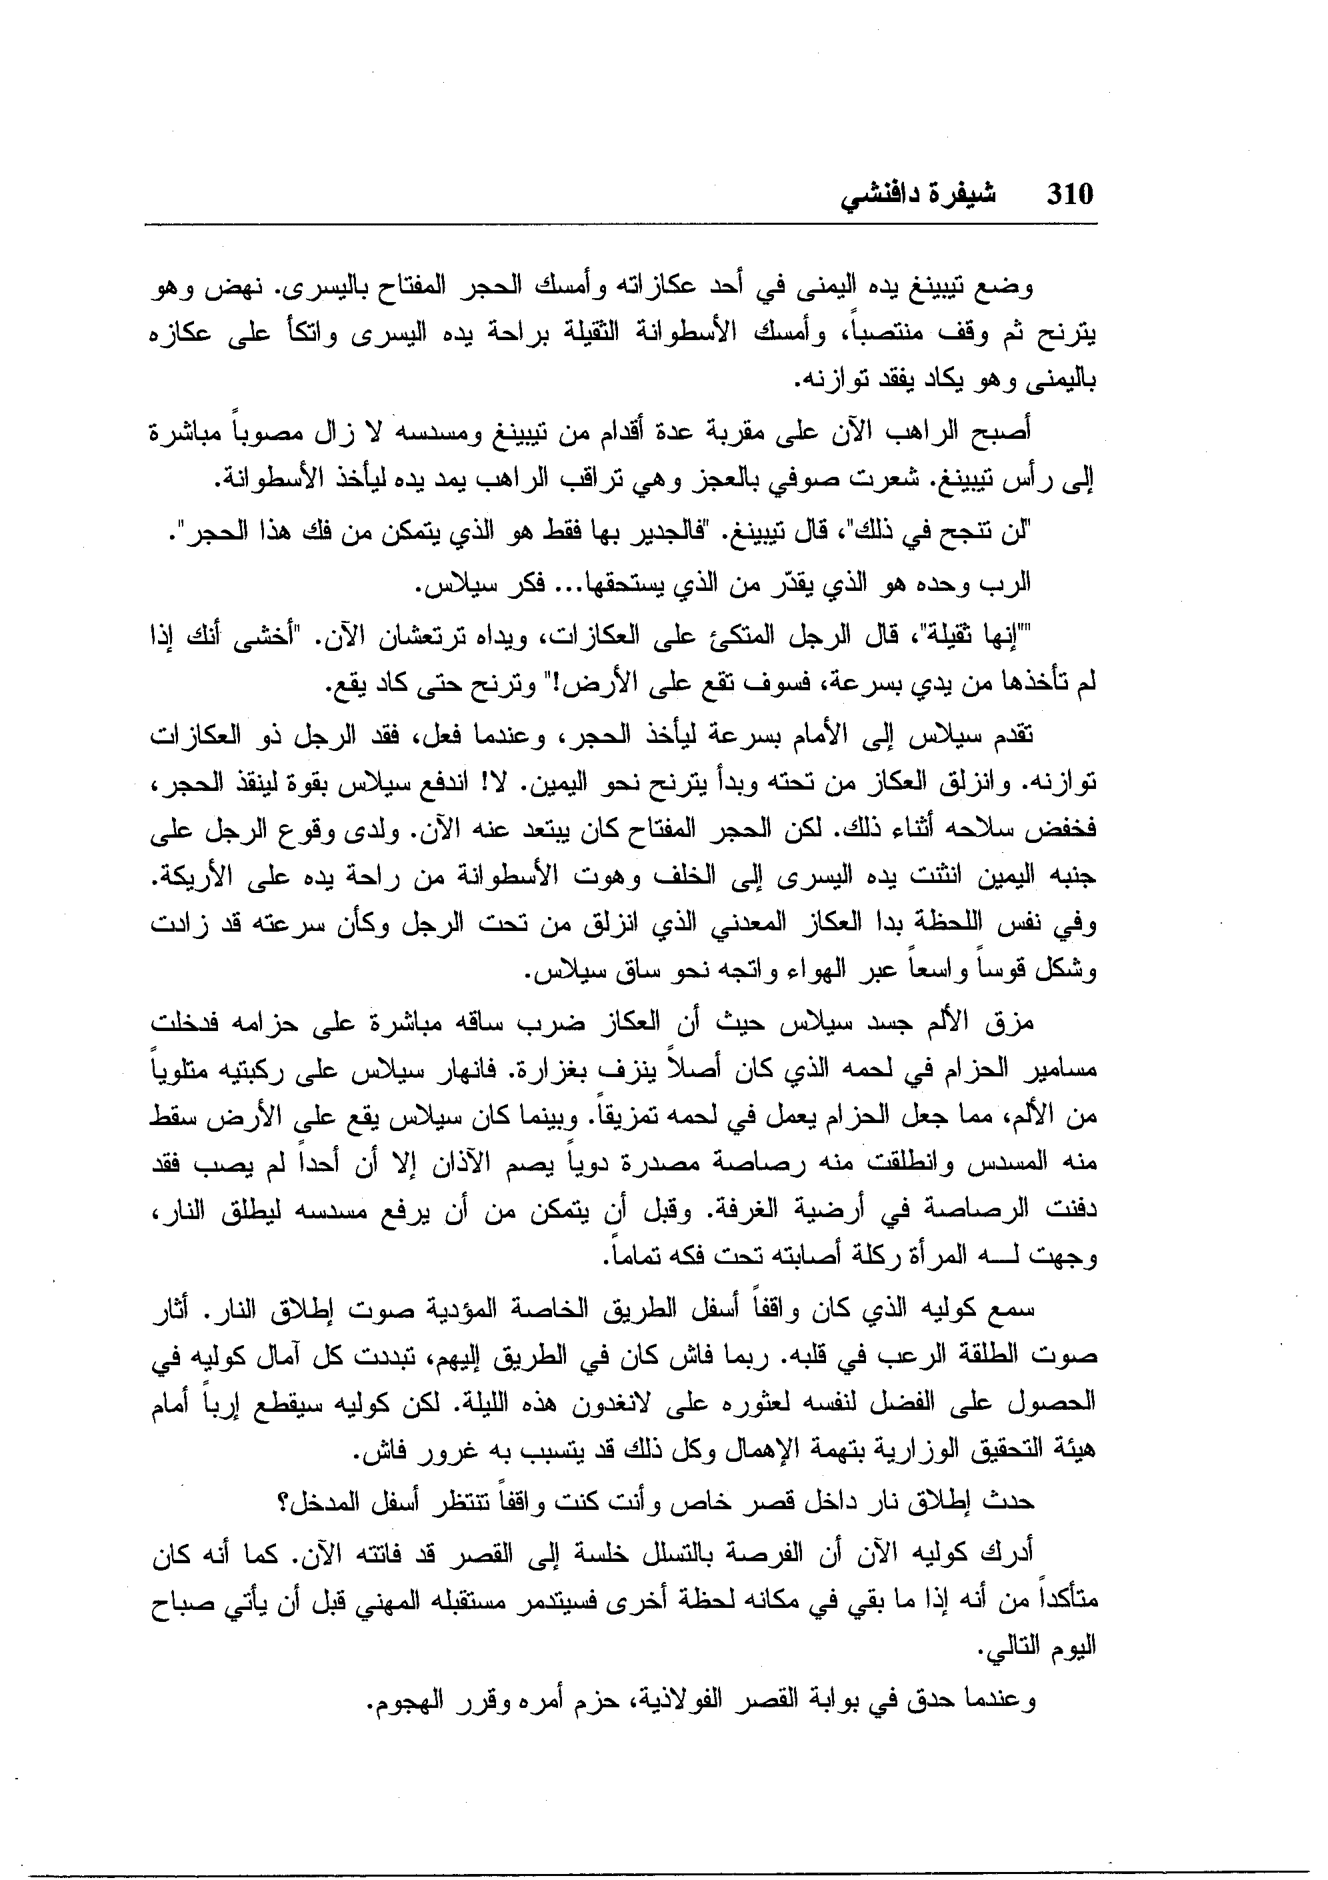 310 شيفرة دافنشي
وضع تيبينغ يده اليمنى في أحد عكازاته وأمسك الحجر المفتاح باليسرى. نهض وهو
يترنح ثم وقف منتصباً، وأمسك الأسطوانة الثقيلة براحة يده اليسرى واتكأ على عكازه
باليمنى وهو يكاد يفقد توازنه.
أصبح الراهب الآن على مقربة عدة أقدام من تيبينغ ومسدسه لا زال مصوباً مباشرة
إلى رأس تيبينغ. شعرت صوفي بالعجز وهي تراقب الراهب يمد يده ليأخذ الأسطوانة.
"لن تنجح في ذلك"، قال تيبينغ. "فالجدير بها فقط هو الذي يتمكن من فك هذا الحجر".
الرب وحده هو الذي يقدّر من الذي يستحقها... فكر سيلاس.
""إنها ثقيلة"، قال الرجل المتكئ على العكازات، ويداه ترتعشان الآن. "أخشى أنك إذا
لم تأخذها من يدي بسرعة، فسوف تقع على الأرض!" وترنح حتى كاد يقع.
تقدم سيلاس إلى الأمام بسرعة ليأخذ الحجر، وعندما فعل، فقد الرجل ذو العكازات
توازنه. وانزلق العكاز من تحته وبدأ يترنح نحو اليمين. لا! اندفع سيلاس بقوة لينقذ الحجر،
فخفض سلاحه أثناء ذلك. لكن الحجر المفتاح كان يبتعد عنه الآن. ولدى وقوع الرجل على
جنبه اليمين انثنت يده اليسرى إلى الخلف وهوت الأسطوانة من راحة يده على الأريكة.
وفي نفس اللحظة بدا العكاز المعدني الذي انزلق من تحت الرجل وكأن سرعته قد زادت
وشكل قوساً واسعاً عبر الهواء واتجه نحو ساق سيلاس.
مزق الألم جسد سيلاس حيث أن العكاز ضرب ساقه مباشرة على حزامه فدخلت
مسامير الحزام في لحمه الذي كان أصلاً ينزف بغزارة. فانهار سيلاس على ركبتيه متلوياً
من الألم، مما جعل الحزام يعمل في لحمه تمزيقاً. وبينما كان سيلاس يقع على الأرض سقط
منه المسدس وانطلقت منه رصاصة مصدرة دوياً يصم الآذان إلا أن أحداً لم يصب فقد
دفنت الرصاصة في أرضية الغرفة. وقبل أن يتمكن من أن يرفع مسدسه ليطلق النار،
وجهت لـــه المرأة ركلة أصابته تحت فكه تماماً.
سمع كوليه الذي كان واقفاً أسفل الطريق الخاصة المؤدية صوت إطلاق النار. أثار
صوت الطلقة الرعب في قلبه. ربما فاش كان في الطريق إليهم، تبددت كل آمال كوليه في
الحصول على الفضل لنفسه لعثوره على لانغدون هذه الليلة. لكن كوليه سيقطع إرباً أمام
هيئة التحقيق الوزارية بتهمة الإهمال وكل ذلك قد يتسبب به غرور فاش.
حدث إطلاق نار داخل قصر خاص وأنت كنت واقفاً تنتظر أسفل المدخل؟
أدرك كوليه الآن أن الفرصة بالتسلل خلسة إلى القصر قد فاتته الآن. كما أنه كان
متأكداً من أنه إذا ما بقي في مكانه لحظة أخرى فسيتدمر مستقبله المهني قبل أن يأتي صباح
اليوم التالي.
وعندما حدق في بوابة القصر الفولاذية، حزم أمره وقرر الهجوم.